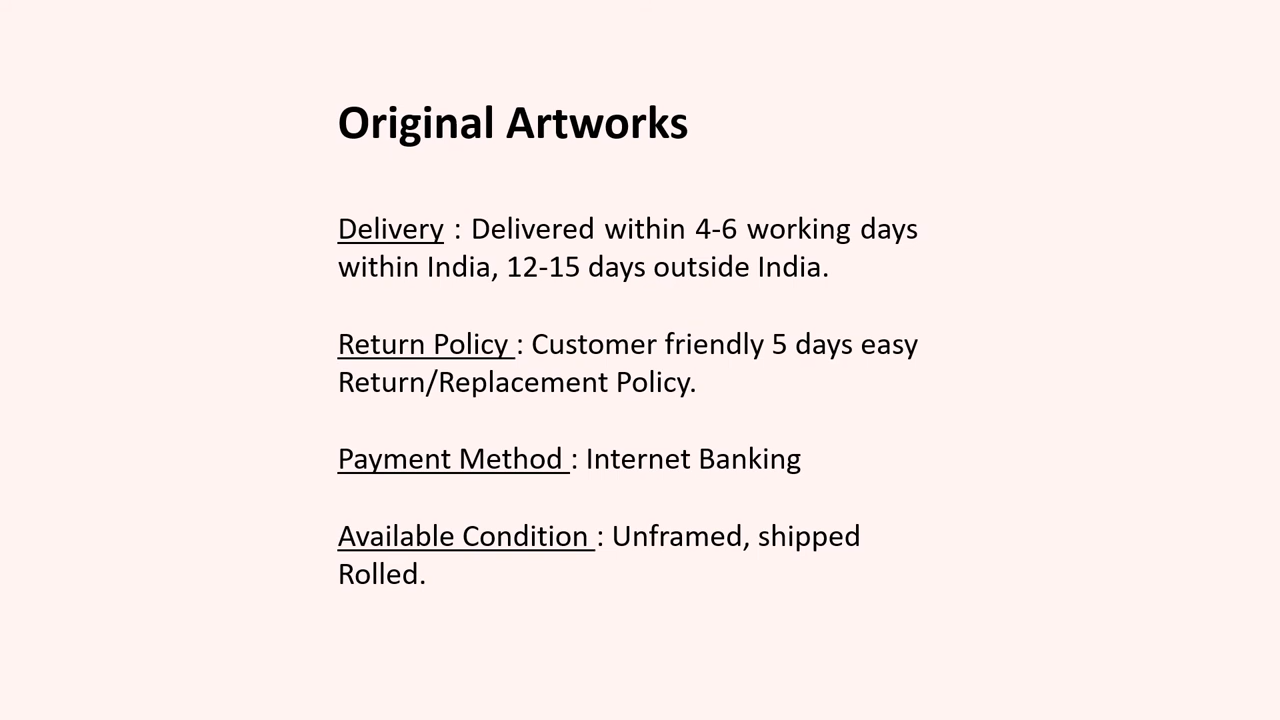 Original Artworks
Delivery : Delivered within 4-6 working days
within India, 12-15 days outside India.
Return Policy : Customer friendly 5 days easy
Return/Replacement Policy.
Payment Method : Internet Banking
Available Condition : Unframed, shipped
Rolled.